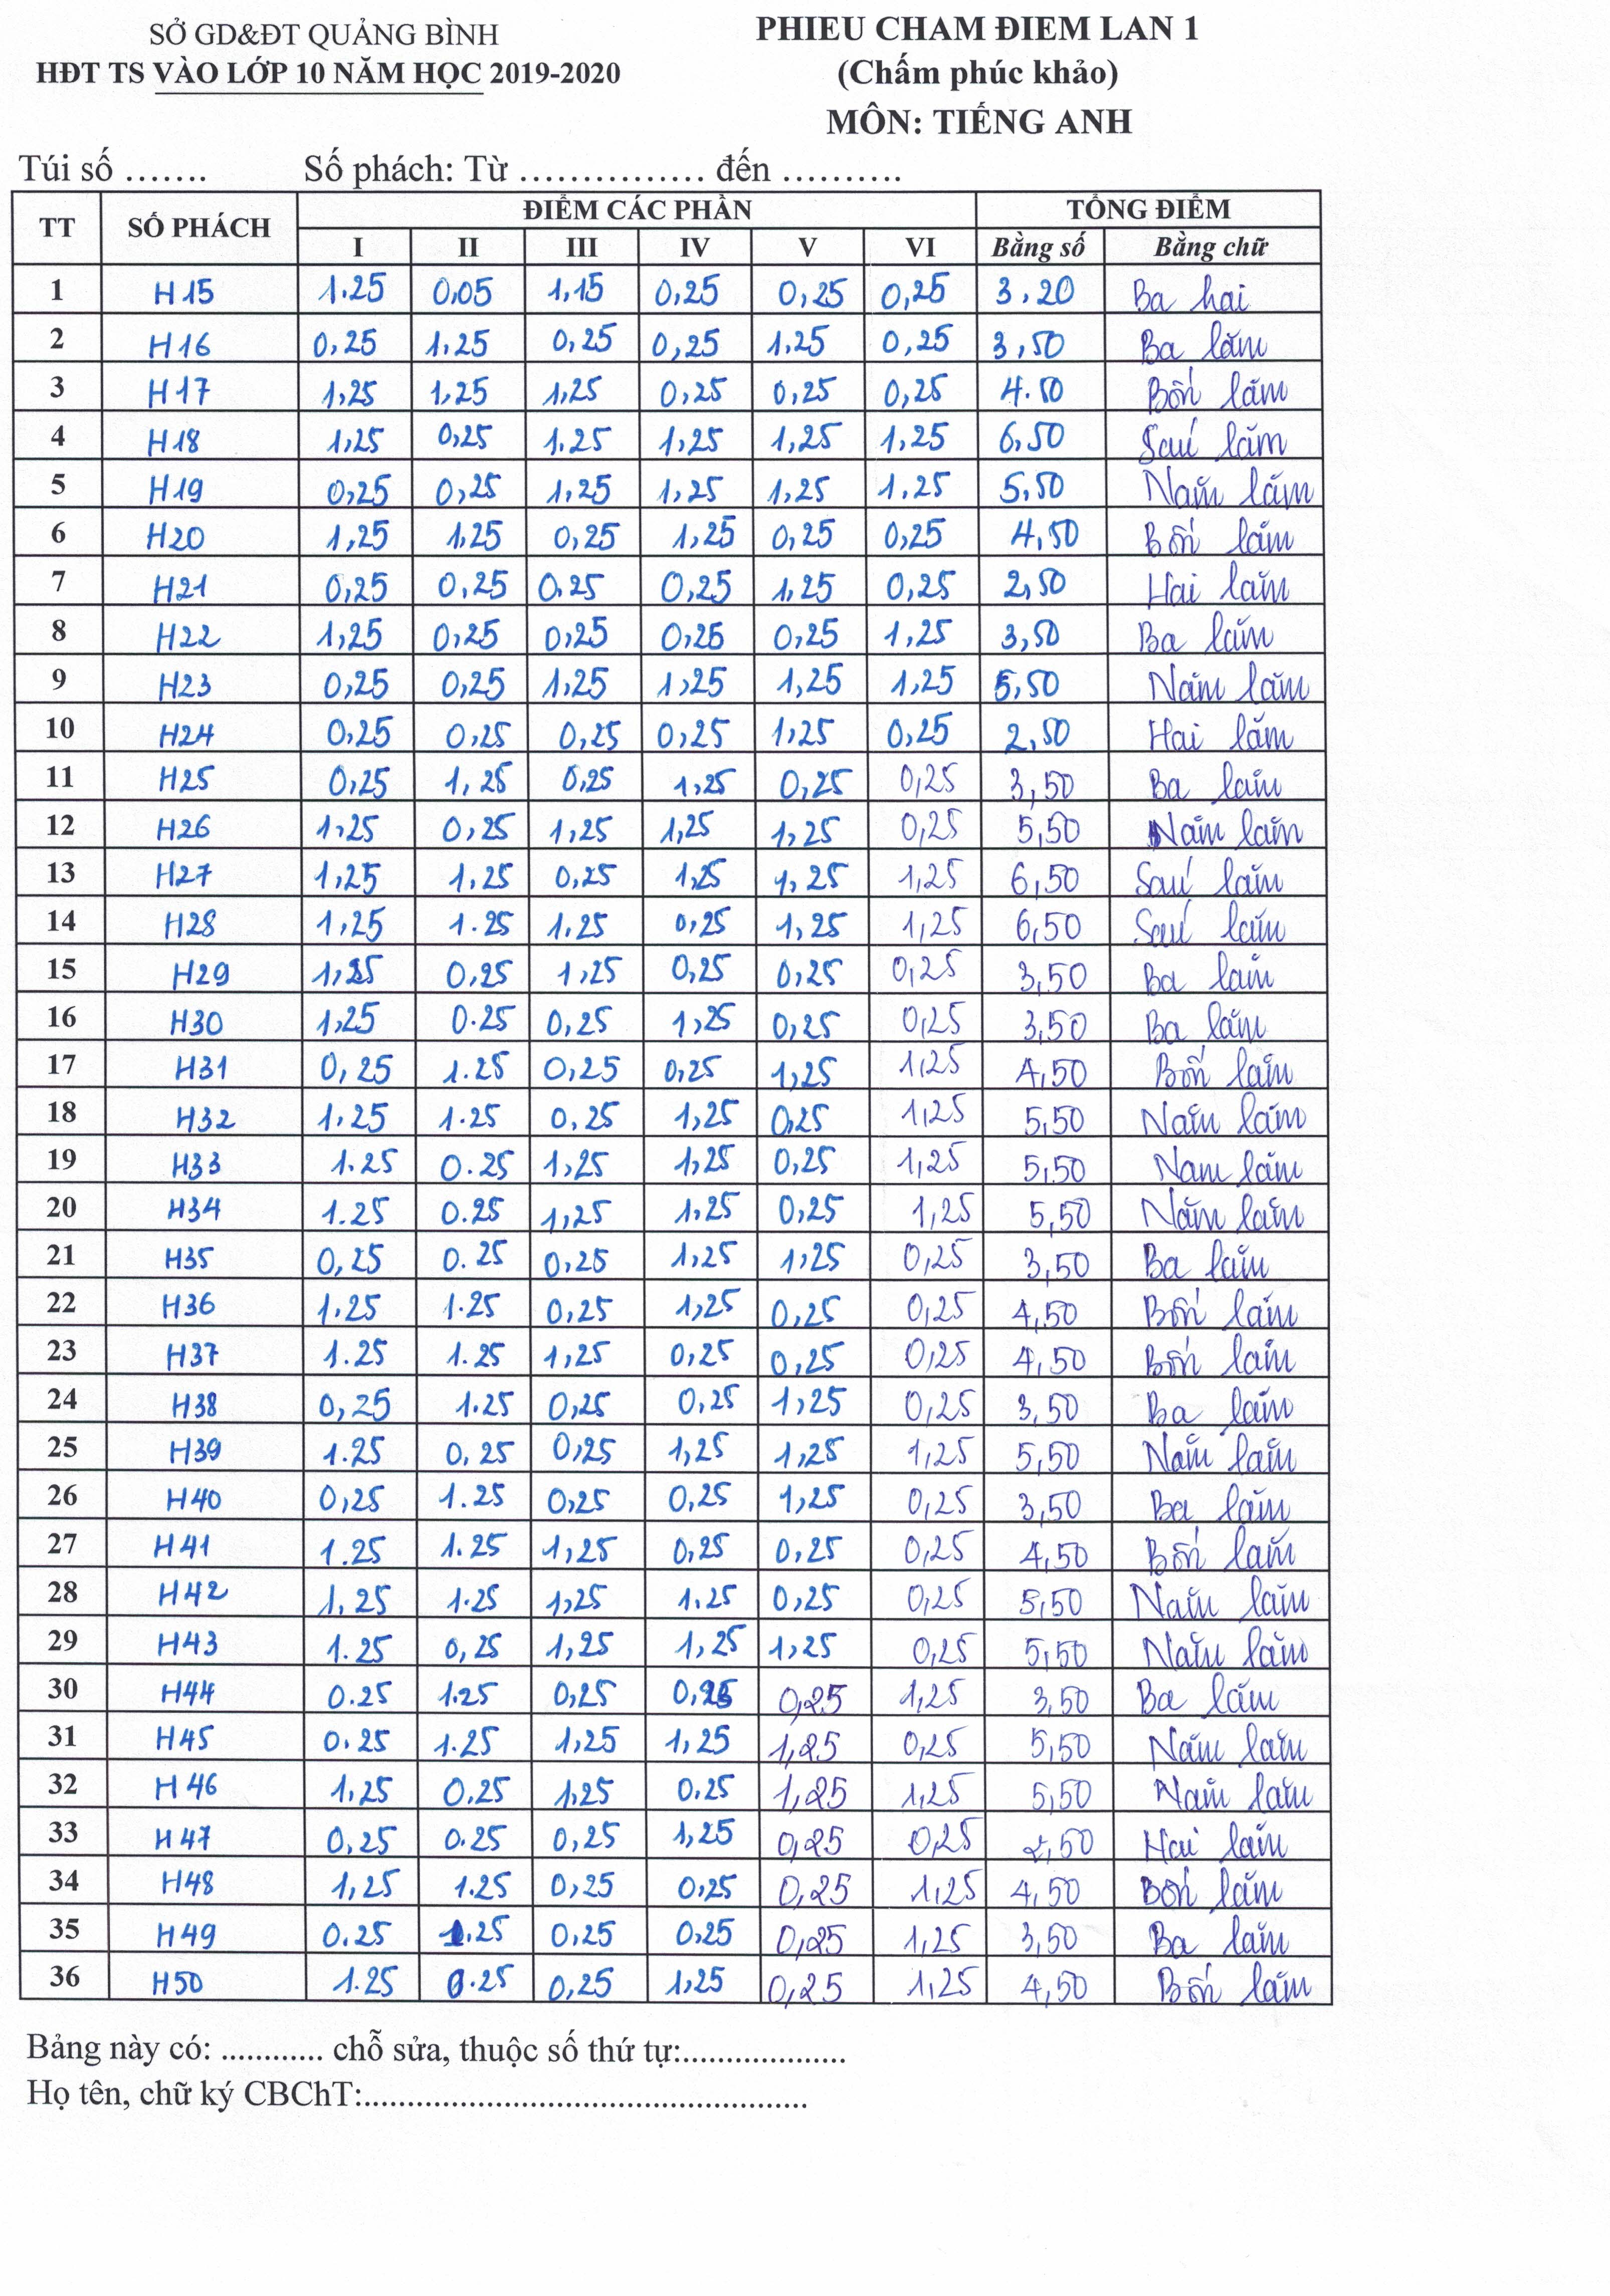 SỞ GD&ĐT QUẢNG BÌNH
HĐT TS VÀO LỚP 10 NĂM HỌC 2019-2020
PHIEU CHAM ĐIEM LAN 1
(Chấm phúc khảo)
MÔN: TIẾNG ANH
Túi số ....... Số phách: Từ ................ đến ..........
TT SỐ PHÁCH ĐIỂM CÁC PHẦN TỔNG ĐIỂM
I II III IV V VI Bằng số Bằng chữ
1 H15 1.25 0,05 1,15 0,25 0,25 0,25 3,20 Ba hai
2 H16 0,25 1,25 0,25 0,25 1,25 0,25 3,50 Ba lăm
3 H17 1,25 1,25 1,25 0,25 0,25 0,25 4.50 Bốn lăm
4 H18 1,25 0,25 1.25 1,25 1,25 1,25 6,50 Sáu lăm
5 H19 0,25 0,25 1,25 1,25 1,25 1.25 5,50 Năm lăm
6 H20 1,25 1,25 0,25 1,25 0,25 0,25 4,50 Bốn lăm
7 H21 0,25 0,25 0.25 0,25 1,25 0,25 2,50 Hai lăm
8 H22 1,25 0,25 0,25 0,25 0,25 1,25 3,50 Ba lăm
9 H23 0,25 0,25 1,25 1,25 1,25 1,25 5,50 Năm lăm
10 H24 0,25 0,25 0,25 0,25 1,25 0,25 2,50 Hai lăm
11 H25 0,25 1,25 0,25 1,25 0,25 0,25 3,50 Ba lăm
12 H26 1,25 0,25 1,25 1,25 1,25 0,25 5,50 Năm lăm
13 H27 1,25 1,25 0,25 1,25 1,25 1,25 6,50 Sáu lăm
14 H28 1,25 1.25 1.25 0,25 1,25 1,25 6,50 Sáu lăm
15 H29 1,25 0,25 1,25 0,25 0,25 0,25 3,50 Ba lăm
16 H30 1,25 0.25 0,25 1,25 0,25 0,25 3,50 Ba lăm
17 H31 0,25 1.25 0,25 0,25 1,25 1,25 4,50 Bốn lăm
18 H32 1,25 1.25 0,25 1,25 0,25 1,25 5,50 Năm lăm
19 H33 1.25 0.25 1,25 1,25 0,25 1,25 5,50 Năm lăm
20 H34 1.25 0.25 1,25 1,25 0,25 1,25 5,50 Năm lăm
21 H35 0,25 0.25 0,25 1,25 1,25 0,25 3,50 Ba lăm
22 H36 1.25 1.25 0,25 1,25 0,25 0,25 4,50 Bốn lăm
23 H37 1.25 1.25 1,25 0,25 0,25 0,25 4,50 Bốn lăm
24 H38 0,25 1.25 0,25 0,25 1,25 0,25 3,50 Ba lăm
25 H39 1.25 0,25 0,25 1,25 1,25 1,25 5,50 Năm lăm
26 H40 0,25 1.25 0,25 0,25 1,25 0,25 3,50 Ba lăm
27 H41 1.25 1.25 1,25 0,25 0,25 0,25 4,50 Bốn lăm
28 H42 1,25 1.25 1,25 1.25 0,25 0,25 5,50 Năm lăm
29 H43 1.25 0,25 1,25 1,25 1,25 0,25 5,50 Năm lăm
30 H44 0.25 1.25 0,25 0,25 0,25 1,25 3,50 Ba lăm
31 H45 0.25 1.25 1,25 1,25 1,25 0,25 5,50 Năm lăm
32 H46 1,25 0.25 1,25 0.25 1,25 1,25 5,50 Năm lăm
33 H47 0,25 0.25 0,25 1,25 0,25 0,25 2,50 Hai lăm
34 H48 1,25 1.25 0,25 0,25 0,25 1,25 4,50 Bốn lăm
35 H49 0.25 1.25 0,25 0,25 0,25 1,25 3,50 Ba lăm
36 H50 1.25 0.25 0,25 1,25 0,25 1,25 4,50 Bốn lăm
Bảng này có: ............ chỗ sửa, thuộc số thứ tự:...................
Họ tên, chữ ký CBChT:...................................................